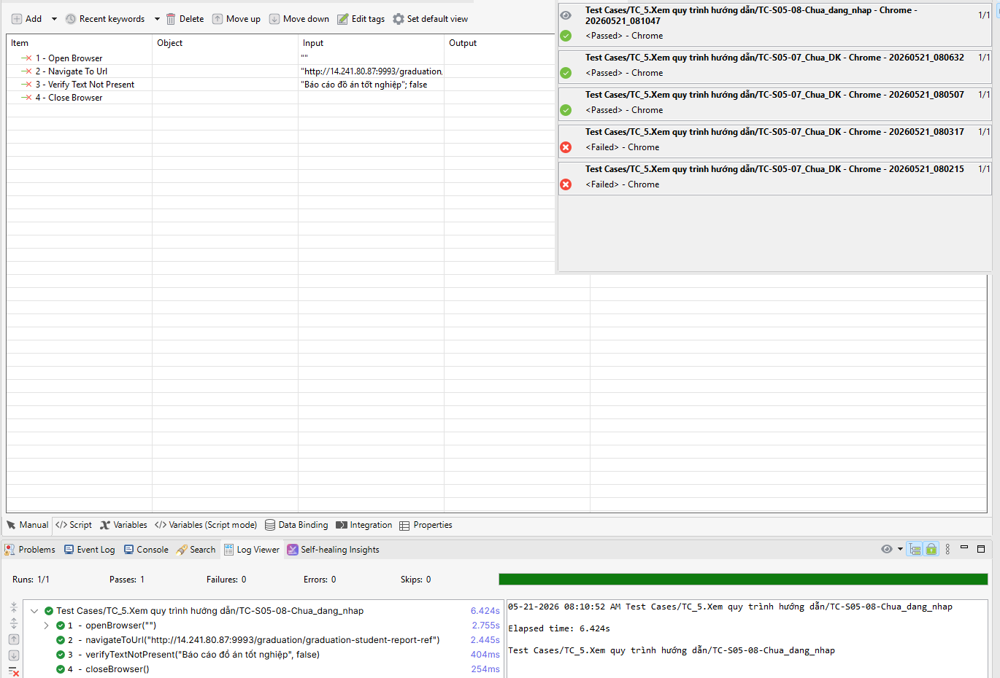 Add
Recent keywords
Delete
Move up
Move down
Edit tags
Set default view
Item
Object
Input
Output
1 - Open Browser
""
2 - Navigate To Url
"http://14.241.80.87:9993/graduation,
3 - Verify Text Not Present
"Báo cáo đồ án tốt nghiệp"; false
4 - Close Browser
Test Cases/TC_5.Xem quy trình hướng dẫn/TC-S05-08-Chua_dang_nhap - Chrome -
20260521_081047
1/1
<Passed> - Chrome
Test Cases/TC_5.Xem quy trình hướng dẫn/TC-S05-07_Chua_DK - Chrome - 20260521_080632
1/1
<Passed> - Chrome
Test Cases/TC_5.Xem quy trình hướng dẫn/TC-S05-07_Chua_DK - Chrome - 20260521_080507
1/1
<Passed> - Chrome
Test Cases/TC_5.Xem quy trình hướng dẫn/TC-S05-07_Chua_DK - Chrome - 20260521_080317
1/1
<Failed> - Chrome
Test Cases/TC_5.Xem quy trình hướng dẫn/TC-S05-07_Chua_DK - Chrome - 20260521_080215
1/1
<Failed> - Chrome
Manual
</> Script
Variables
</> Variables (Script mode)
Data Binding
Integration
Properties
Problems
Event Log
Console
Search
Log Viewer
Self-healing Insights
Runs: 1/1
Passes: 1
Failures: 0
Errors: 0
Skips: 0
Test Cases/TC_5.Xem quy trình hướng dẫn/TC-S05-08-Chua_dang_nhap
6.424s
1 - openBrowser("")
2.755s
2 - navigateToUrl("http://14.241.80.87:9993/graduation/graduation-student-report-ref")
2.445s
3 - verifyTextNotPresent("Báo cáo đồ án tốt nghiệp", false)
404ms
4 - closeBrowser()
254ms
05-21-2026 08:10:52 AM Test Cases/TC_5.Xem quy trình hướng dẫn/TC-S05-08-Chua_dang_nhap
Elapsed time: 6.424s
Test Cases/TC_5.Xem quy trình hướng dẫn/TC-S05-08-Chua_dang_nhap